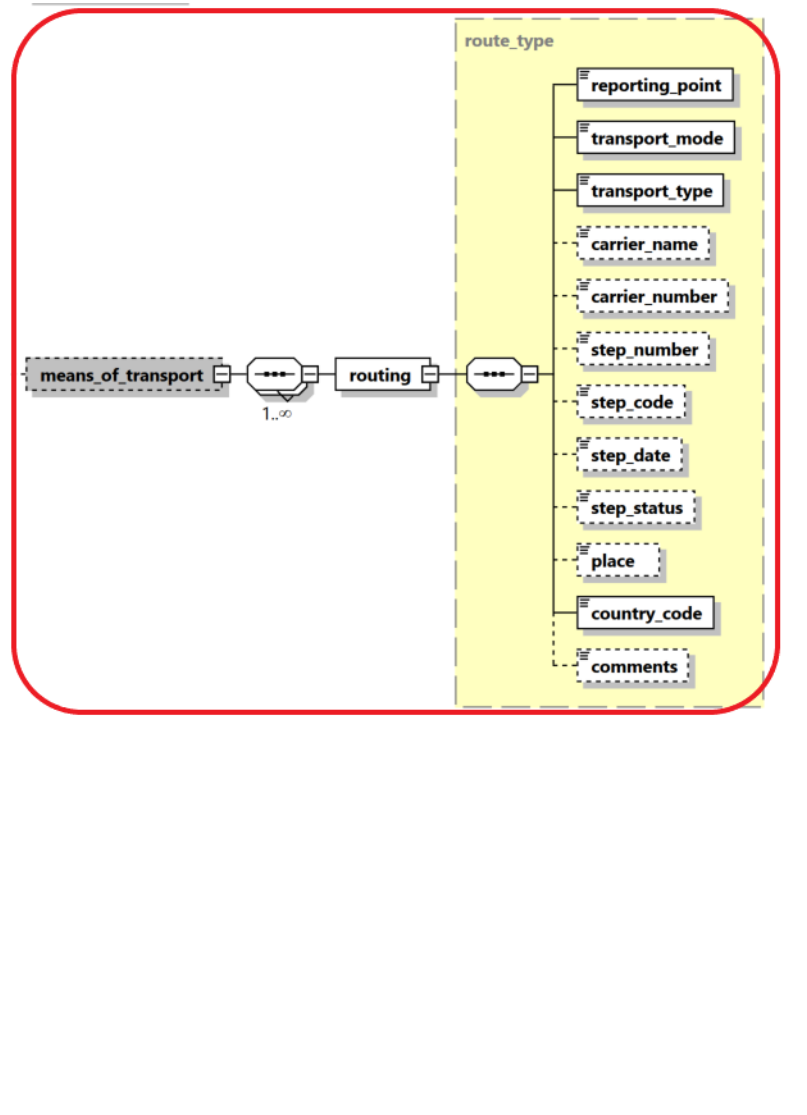 route_type
reporting_point
transport_mode
transport_type
carrier_name
carrier_number
step_number
means_of_transport
routing
1..∞
step_code
step_date
step_status
place
country_code
comments